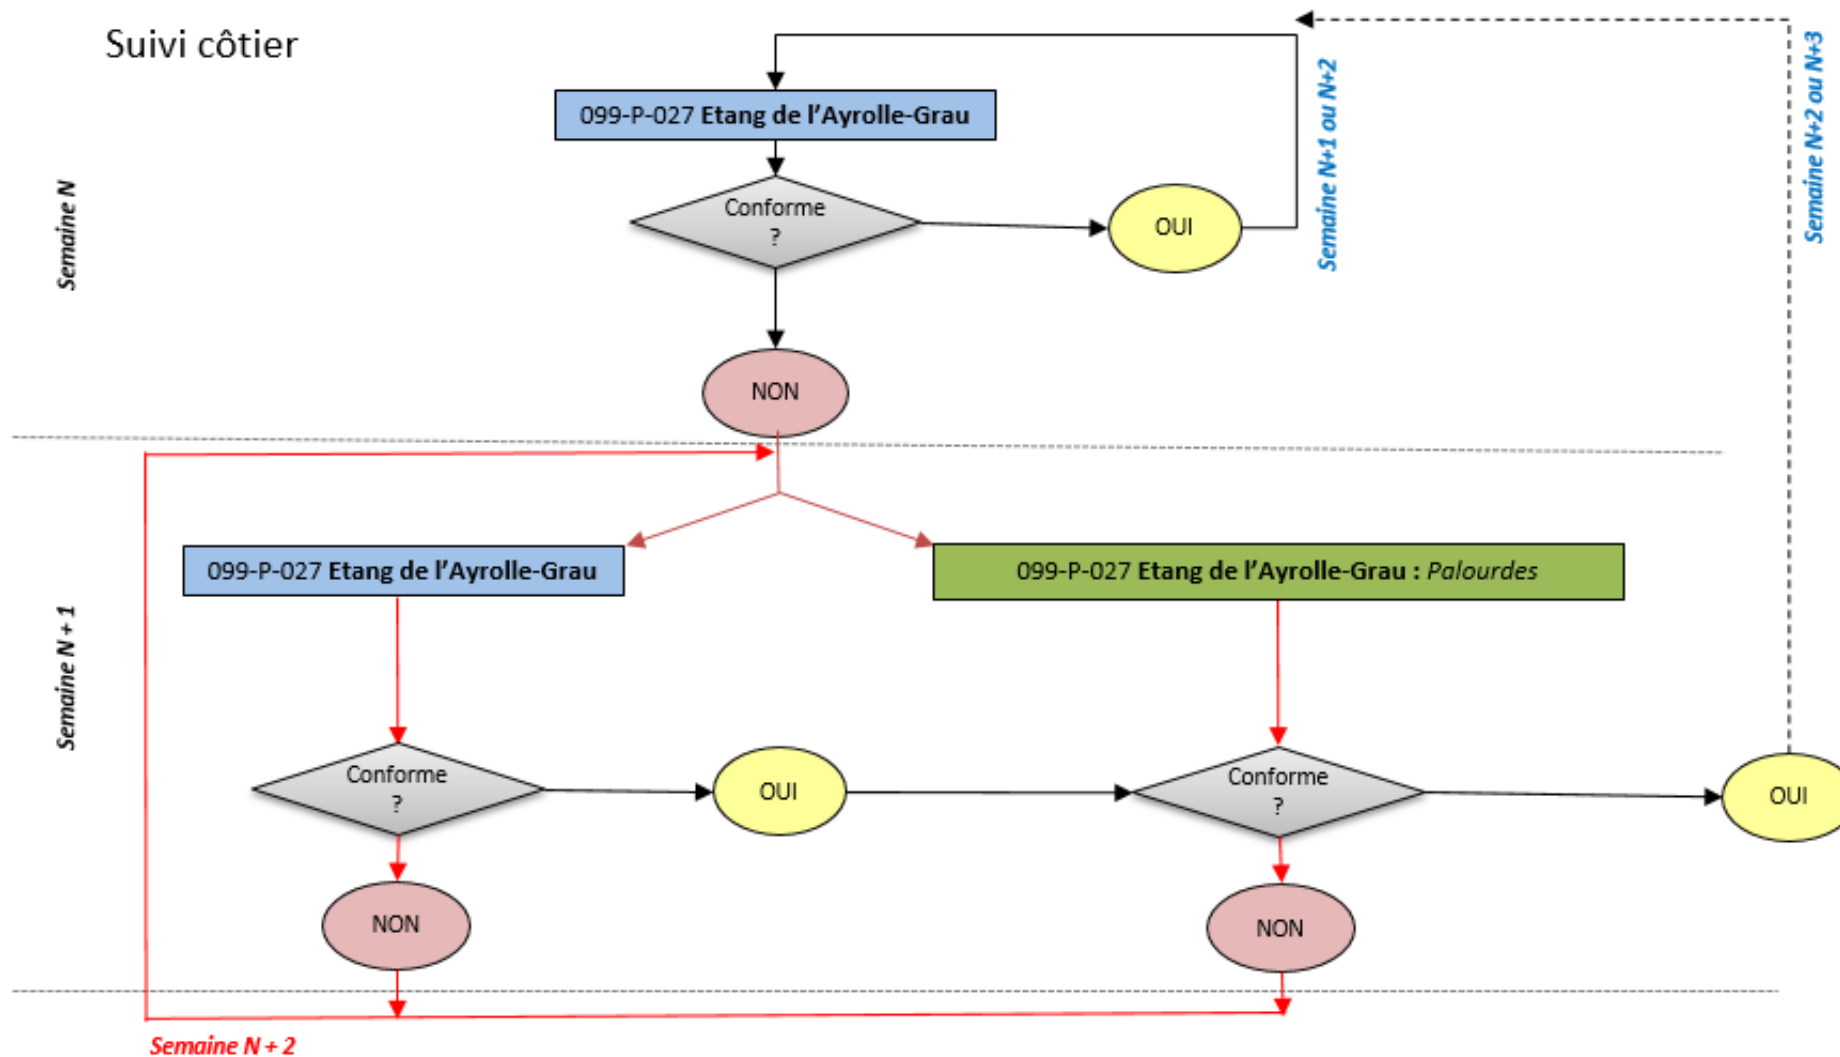 Suivi côtier
Semaine N
099-P-027 Etang de l'Ayrolle-Grau
Conforme
?
OUI
Semaine N+1 ou N+2
Semaine N+2 ou N+3
NON
Semaine N + 1
099-P-027 Etang de l'Ayrolle-Grau
099-P-027 Etang de l'Ayrolle-Grau : Palourdes
Conforme
?
OUI
Conforme
?
OUI
NON
NON
Semaine N + 2